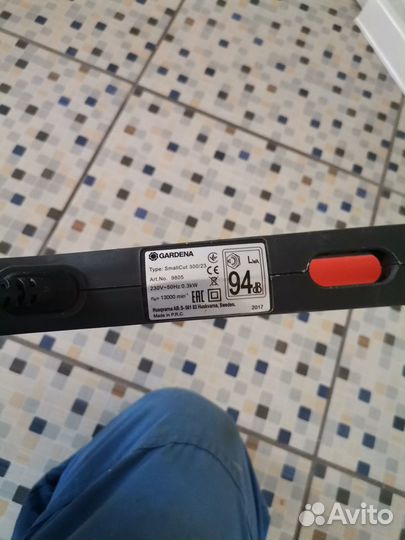 GARDENA
Type: SmallCut 300/23
Art.No. 9805
230V~50Hz 0.3kW
n₀= 13000 min⁻¹ EAC
Husqvarna AB. S-561 82 Huskvarna, Sweden.
Made in P.R.C.
LWA
94dB
2017
Avito